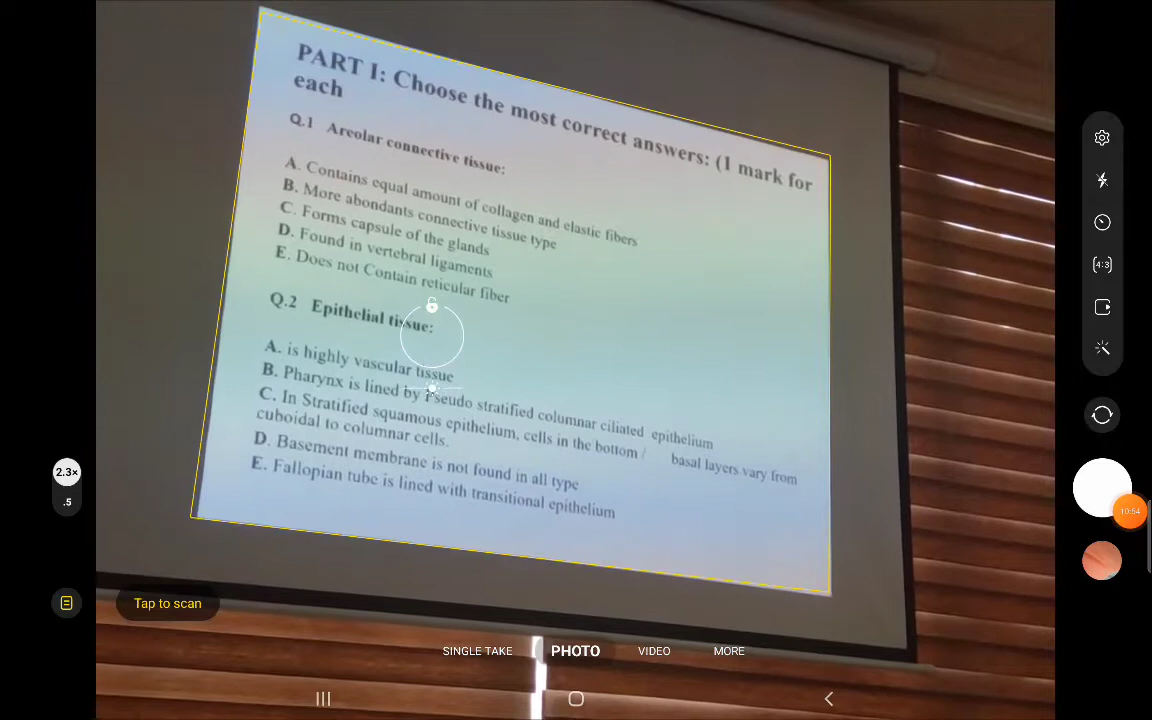 PART I: Choose the most correct answers: (1 mark for
each
Q.1 Areolar connective tissue:
A. Contains equal amount of collagen and elastic fibers
B. More abondants connective tissue type
C. Forms capsule of the glands
D. Found in vertebral ligaments
E. Does not Contain reticular fiber
Q.2 Epithelial tissue:
A. is highly vascular tissue
B. Pharynx is lined by Pseudo stratified columnar ciliated epithelium
C. In Stratified squamous epithelium, cells in the bottom / basal layers vary from
cuboidal to columnar cells.
D. Basement membrane is not found in all type
E. Fallopian tube is lined with transitional epithelium
4:3
2.3×
.5
10:54
Tap to scan
SINGLE TAKE PHOTO VIDEO MORE